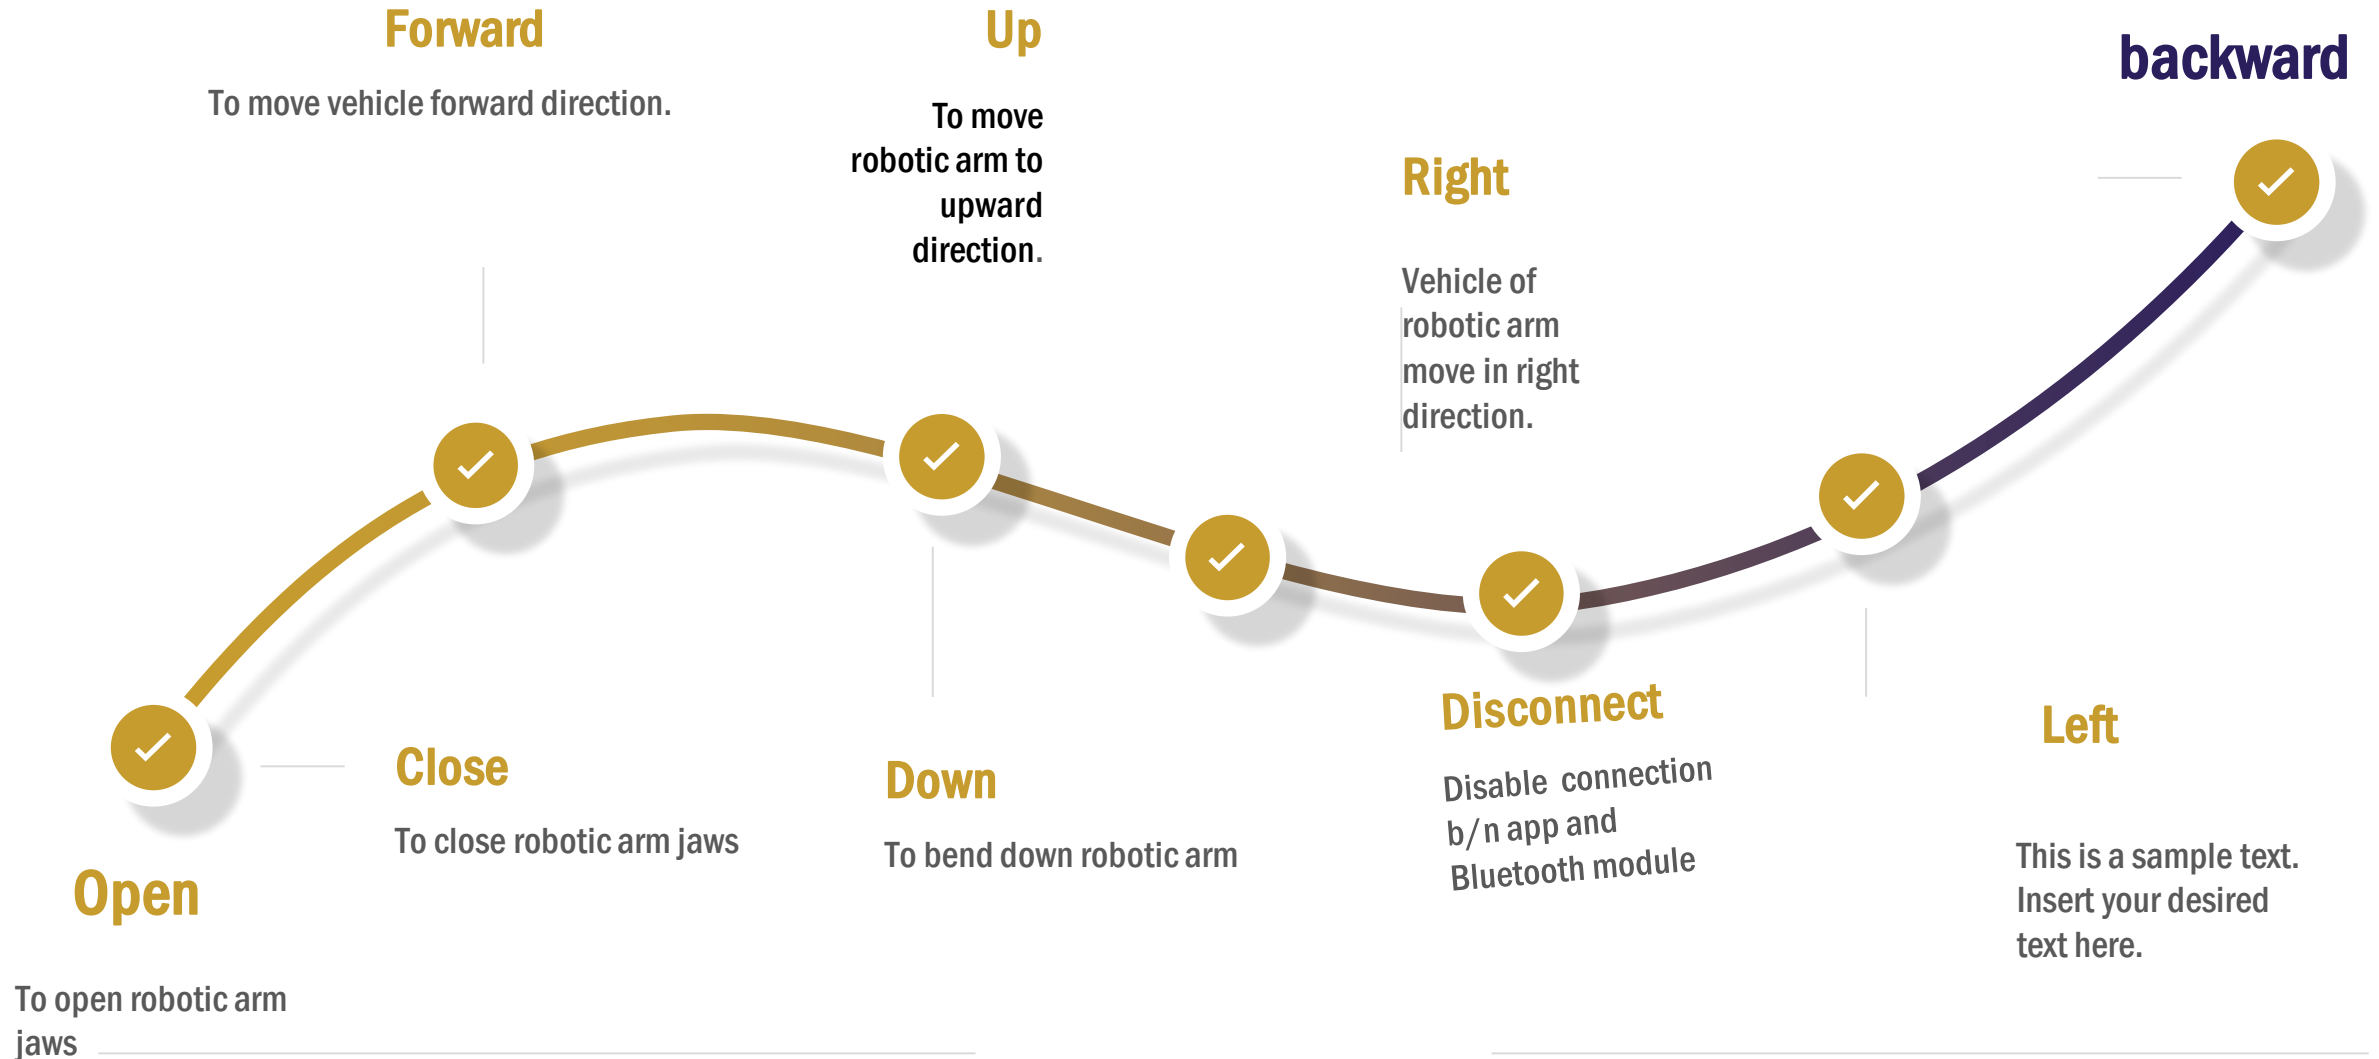 Forward
To move vehicle forward direction.
Up
To move
robotic arm to
upward
direction.
Right
Vehicle of
robotic arm
move in right
direction.
backward
Open
To open robotic arm
jaws
Close
To close robotic arm jaws
Down
To bend down robotic arm
Disconnect
Disable connection
b/n app and
Bluetooth module
Left
This is a sample text.
Insert your desired
text here.